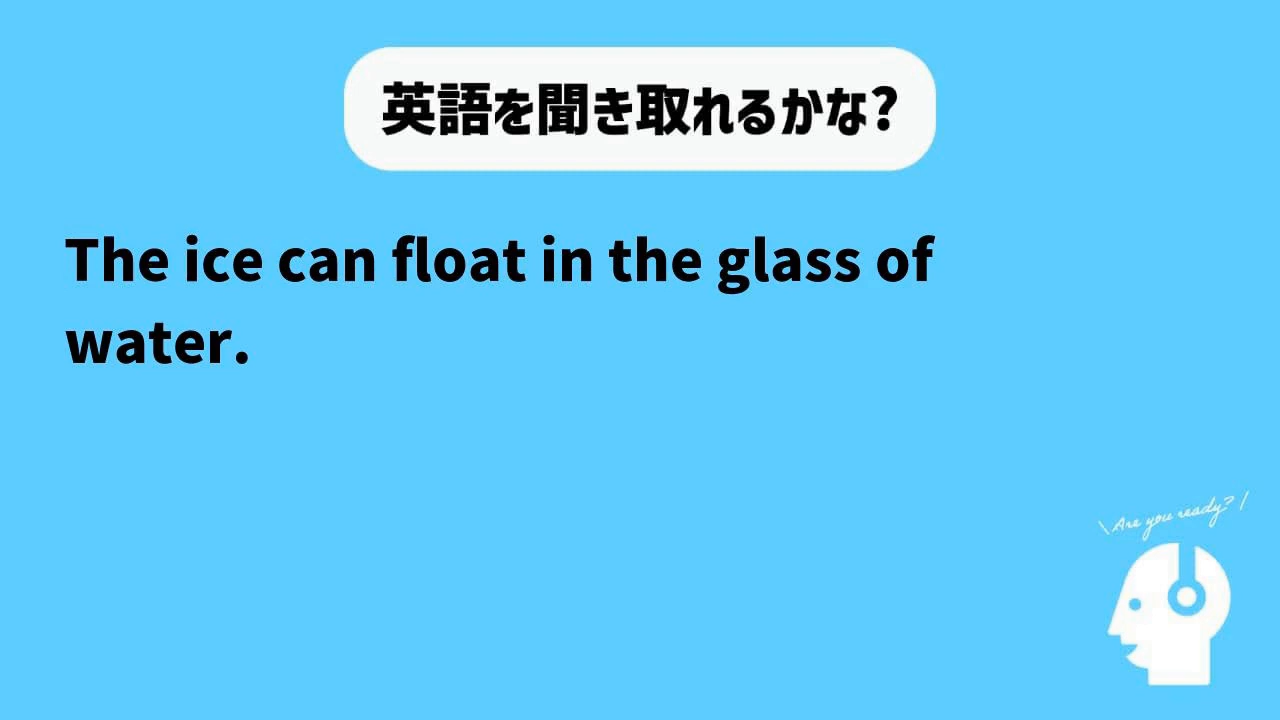 英語を聞き取れるかな?
The ice can float in the glass of
water.
\ Are you ready? /